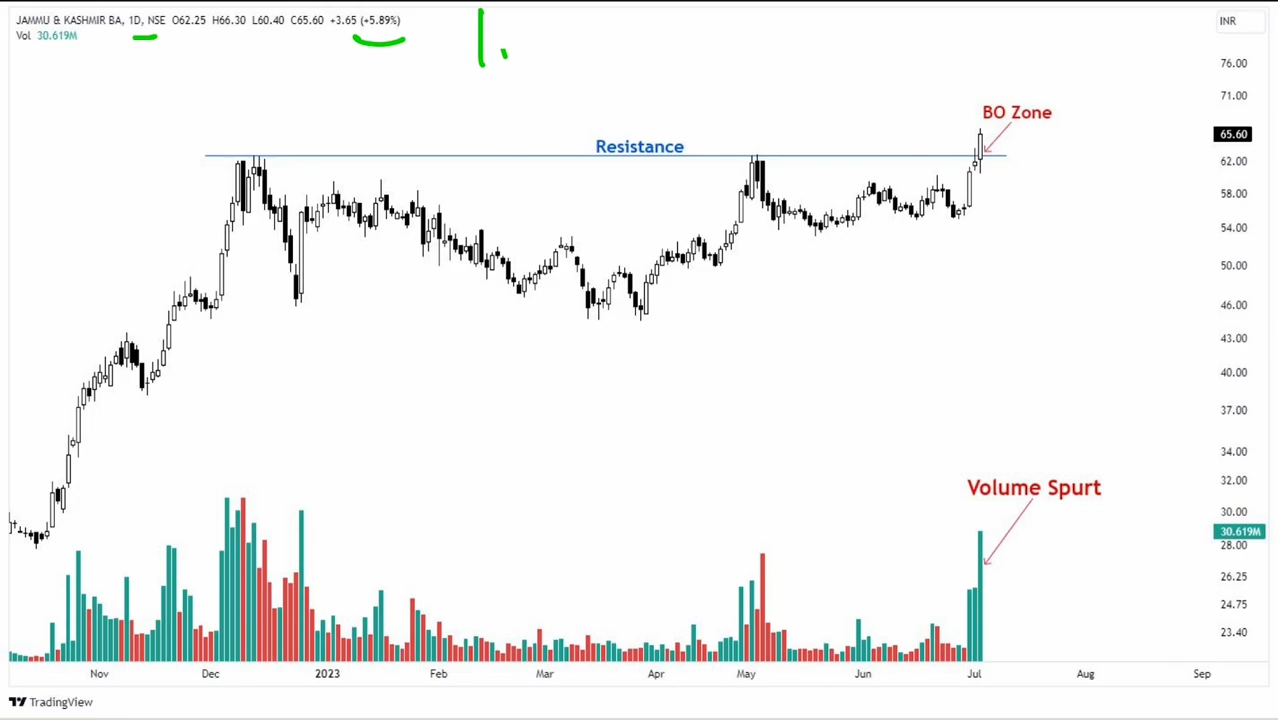 JAMMU & KASHMIR BA, 1D, NSE O62.25 H66.30 L60.40 C65.60 +3.65 (+5.89%)
Vol 30.619M
INR
76.00
71.00
BO Zone
65.60
Resistance
62.00
58.00
54.00
50.00
46.00
43.00
40.00
37.00
34.00
32.00
Volume Spurt
30.00
30.619M
28.00
26.25
24.75
23.40
Nov Dec 2023 Feb Mar Apr May Jun Jul Aug Sep
TradingView